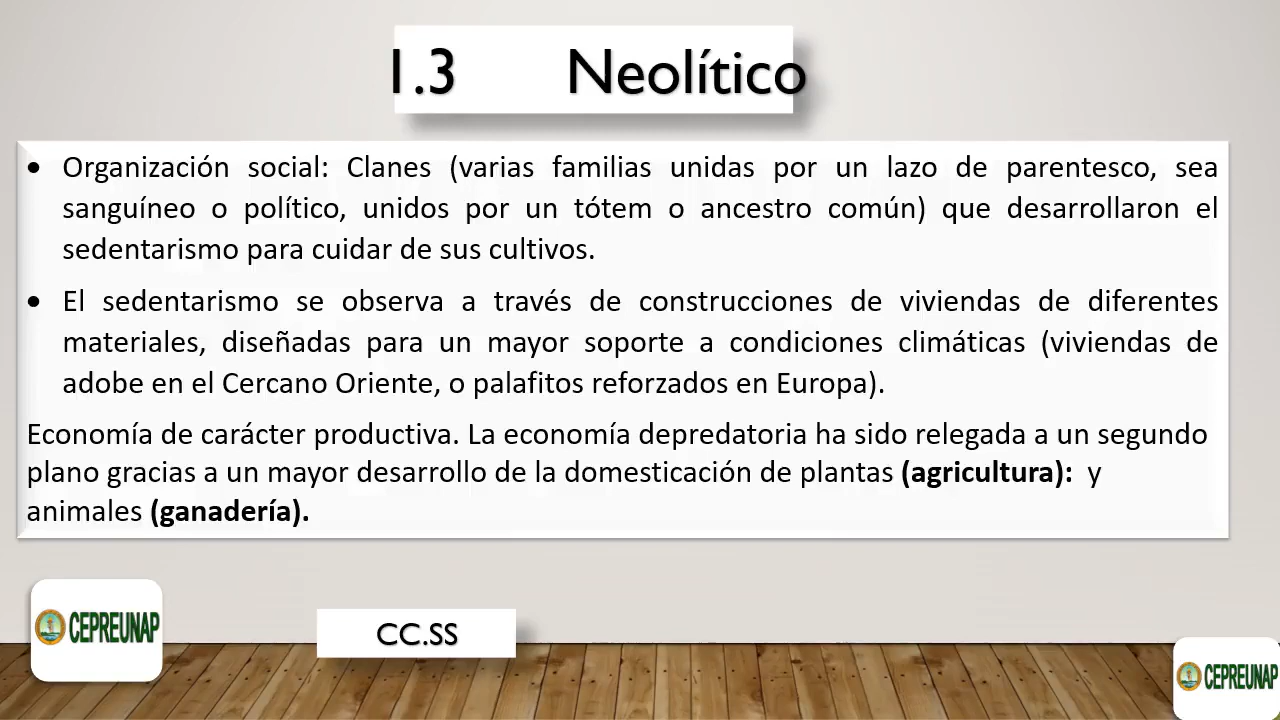 1.3 Neolítico
• Organización social: Clanes (varias familias unidas por un lazo de parentesco, sea
sanguíneo o político, unidos por un tótem o ancestro común) que desarrollaron el
sedentarismo para cuidar de sus cultivos.
• El sedentarismo se observa a través de construcciones de viviendas de diferentes
materiales, diseñadas para un mayor soporte a condiciones climáticas (viviendas de
adobe en el Cercano Oriente, o palafitos reforzados en Europa).
Economía de carácter productiva. La economía depredatoria ha sido relegada a un segundo
plano gracias a un mayor desarrollo de la domesticación de plantas (agricultura): y
animales (ganadería).
CEPREUNAP
CC.SS
CEPREUNAP